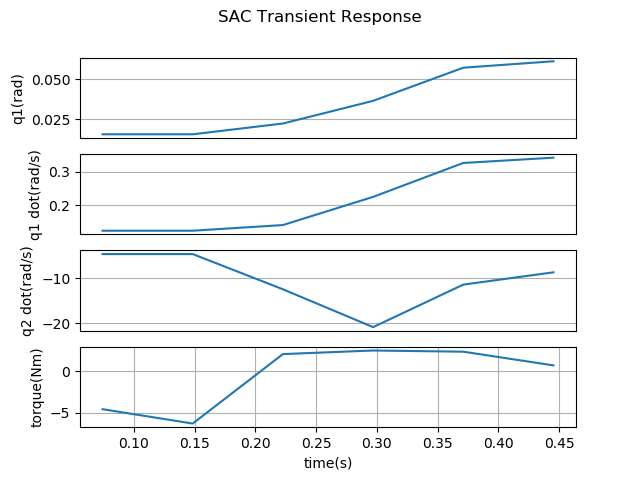 SAC Transient Response
q1(rad)
0.050
0.025
q1 dot(rad/s)
0.3
0.2
q2 dot(rad/s)
−10
−20
torque(Nm)
0
−5
0.10 0.15 0.20 0.25 0.30 0.35 0.40 0.45
time(s)